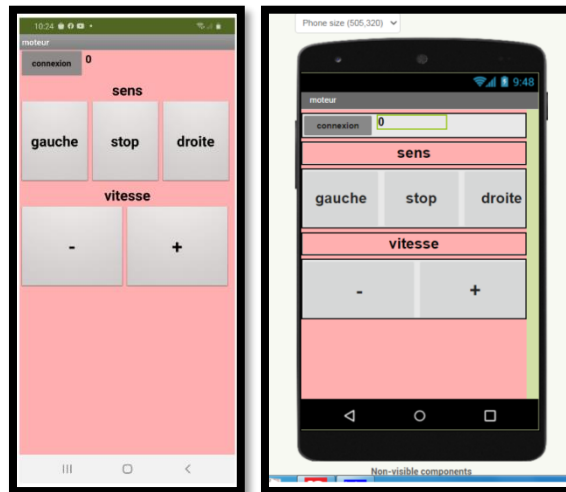 10:24
moteur
connexion 0
sens
gauche stop droite
vitesse
- +
Phone size (505,320)
9:48
moteur
connexion 0
sens
gauche stop droite
vitesse
- +
Non-visible components